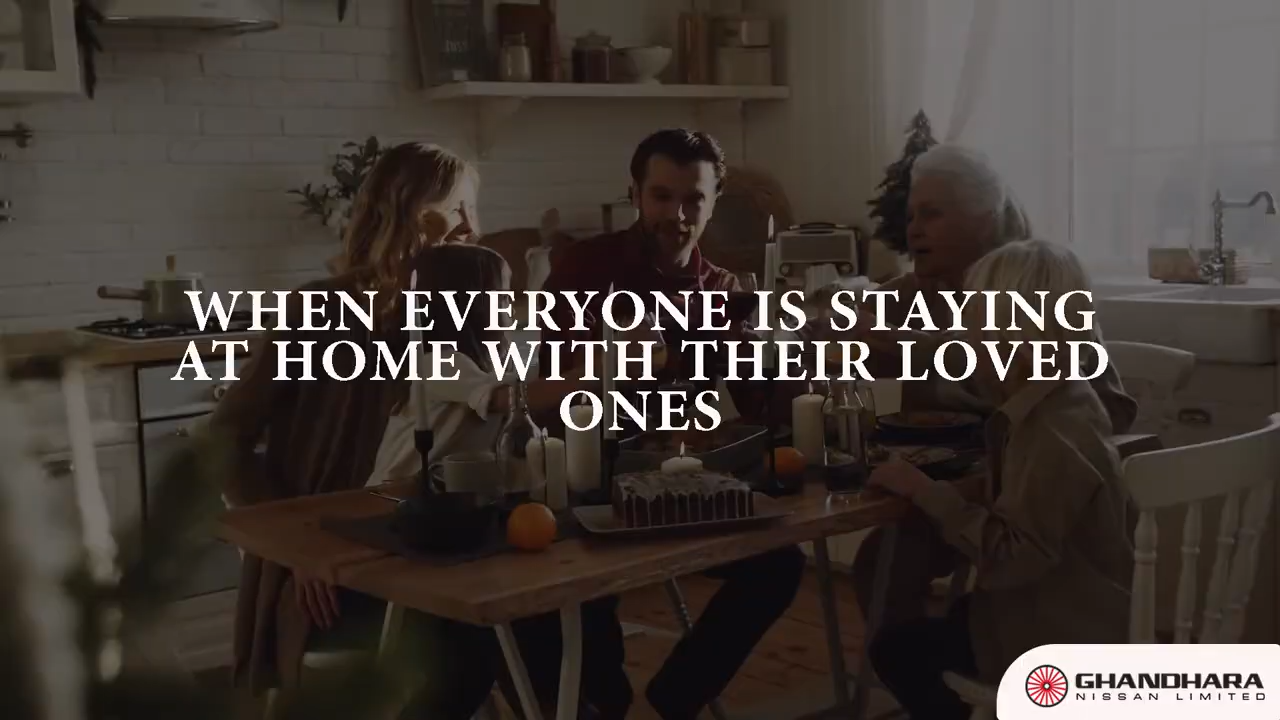 WHEN EVERYONE IS STAYING
AT HOME WITH THEIR LOVED
ONES
GHANDHARA
NISSAN LIMITED